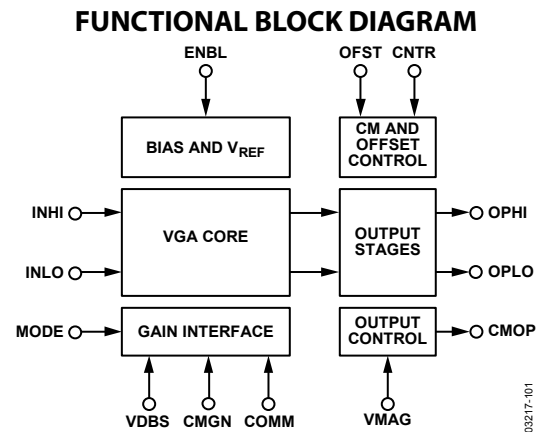 FUNCTIONAL BLOCK DIAGRAM
ENBL
OFST CNTR
BIAS AND VREF
CM AND
OFFSET
CONTROL
INHI
INLO
VGA CORE
OUTPUT
STAGES
OPHI
OPLO
MODE
GAIN INTERFACE
OUTPUT
CONTROL
CMOP
VDBS CMGN COMM
VMAG
03217-101